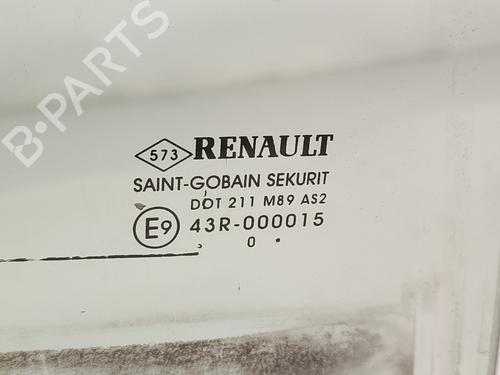 B-PARTS
573 RENAULT
SAINT-GOBAIN SEKURIT
DOT 211 M89 AS2
E9 43R-000015
. 0 .